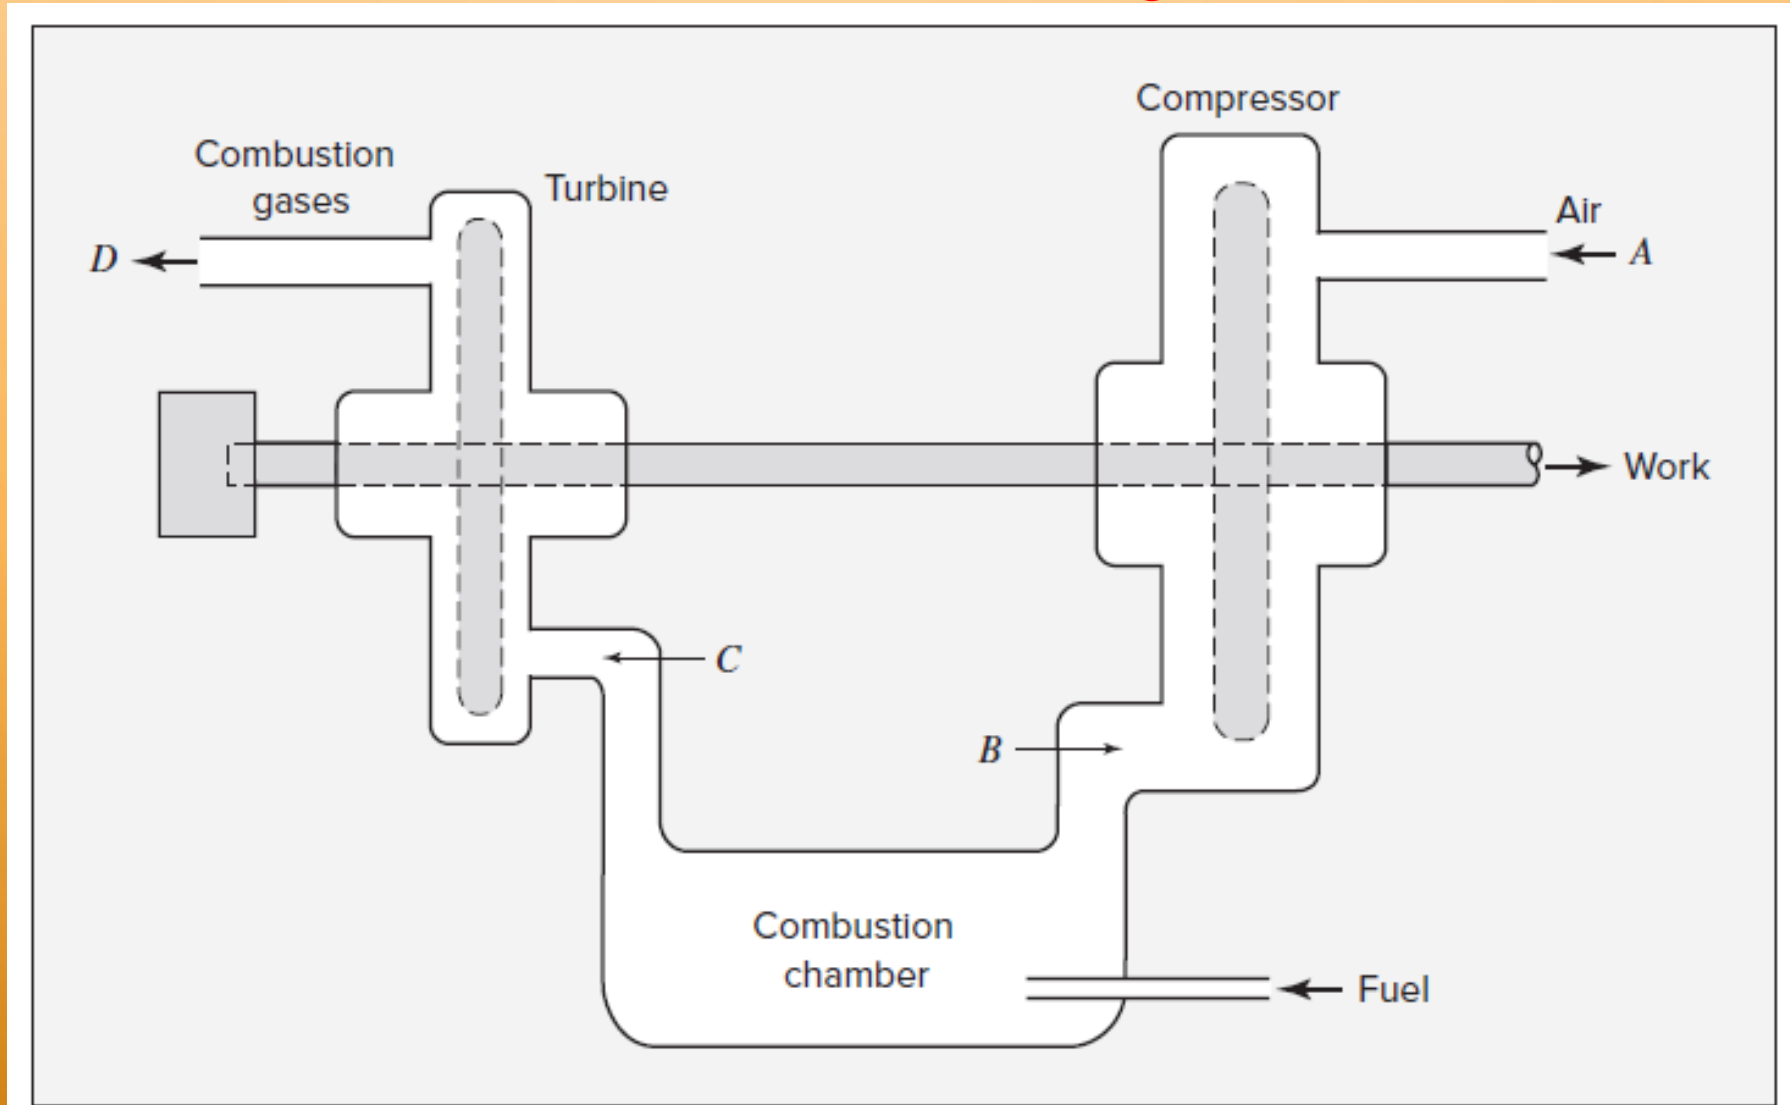 Compressor
Combustion
gases
Turbine
Air
D
A
Work
C
B
Combustion
chamber
Fuel